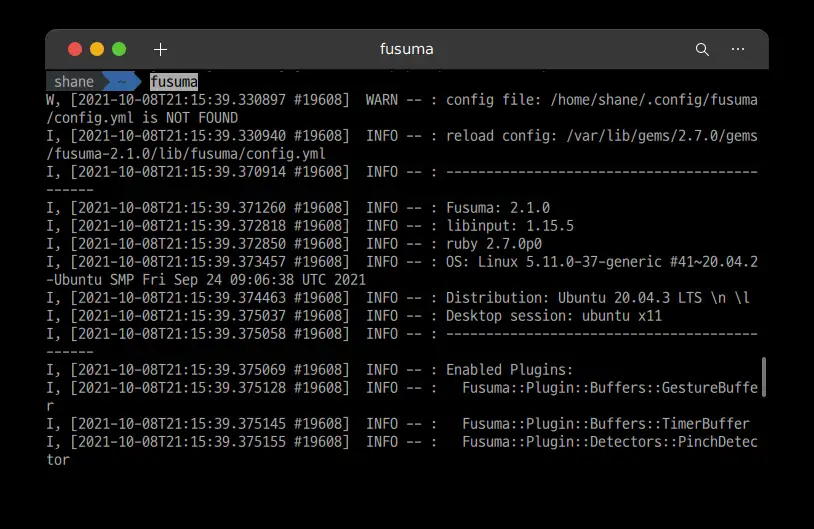 fusuma
shane ~ fusuma
W, [2021-10-08T21:15:39.330897 #19608]  WARN -- : config file: /home/shane/.config/fusuma
/config.yml is NOT FOUND
I, [2021-10-08T21:15:39.330940 #19608]  INFO -- : reload config: /var/lib/gems/2.7.0/gems
/fusuma-2.1.0/lib/fusuma/config.yml
I, [2021-10-08T21:15:39.370914 #19608]  INFO -- : ---------------------------------------
------
I, [2021-10-08T21:15:39.371260 #19608]  INFO -- : Fusuma: 2.1.0
I, [2021-10-08T21:15:39.372818 #19608]  INFO -- : libinput: 1.15.5
I, [2021-10-08T21:15:39.372850 #19608]  INFO -- : ruby 2.7.0p0
I, [2021-10-08T21:15:39.373457 #19608]  INFO -- : OS: Linux 5.11.0-37-generic #41~20.04.2
-Ubuntu SMP Fri Sep 24 09:06:38 UTC 2021
I, [2021-10-08T21:15:39.374463 #19608]  INFO -- : Distribution: Ubuntu 20.04.3 LTS \n \l
I, [2021-10-08T21:15:39.375037 #19608]  INFO -- : Desktop session: ubuntu x11
I, [2021-10-08T21:15:39.375058 #19608]  INFO -- : ---------------------------------------
------
I, [2021-10-08T21:15:39.375069 #19608]  INFO -- : Enabled Plugins:
I, [2021-10-08T21:15:39.375128 #19608]  INFO -- :   Fusuma::Plugin::Buffers::GestureBuffe
r
I, [2021-10-08T21:15:39.375145 #19608]  INFO -- :   Fusuma::Plugin::Buffers::TimerBuffer
I, [2021-10-08T21:15:39.375155 #19608]  INFO -- :   Fusuma::Plugin::Detectors::PinchDetec
tor